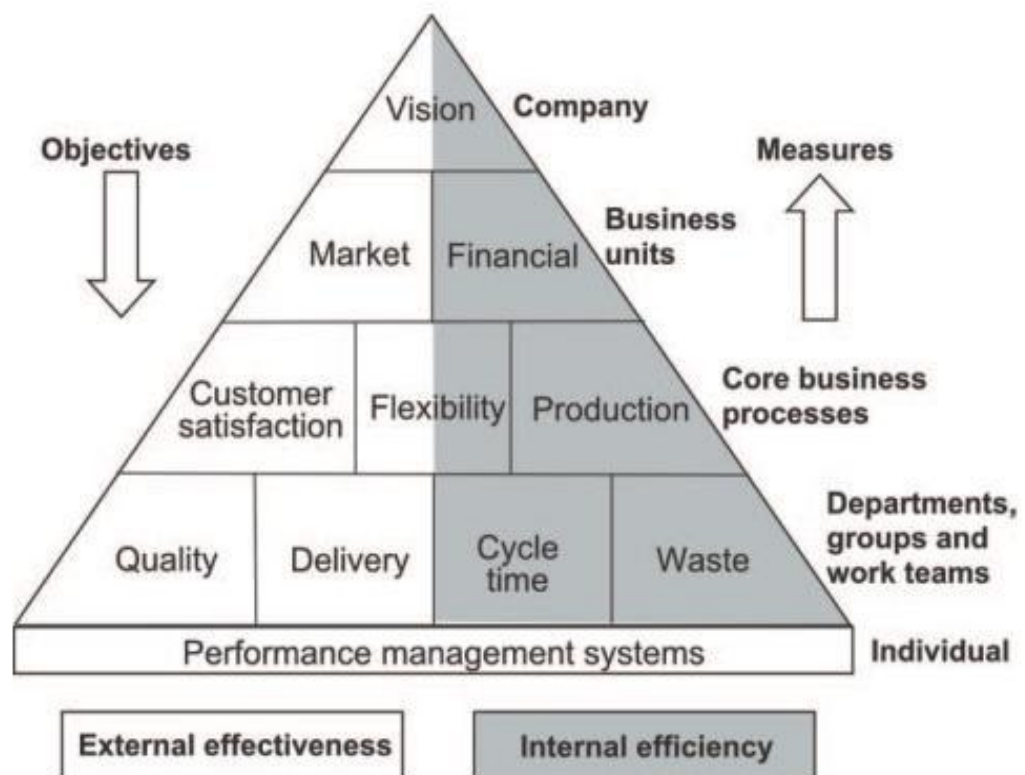 Vision
Company
Objectives
Measures
Market
Financial
Business
units
Customer
satisfaction
Flexibility
Production
Core business
processes
Quality
Delivery
Cycle
time
Waste
Departments,
groups and
work teams
Performance management systems
Individual
External effectiveness
Internal efficiency